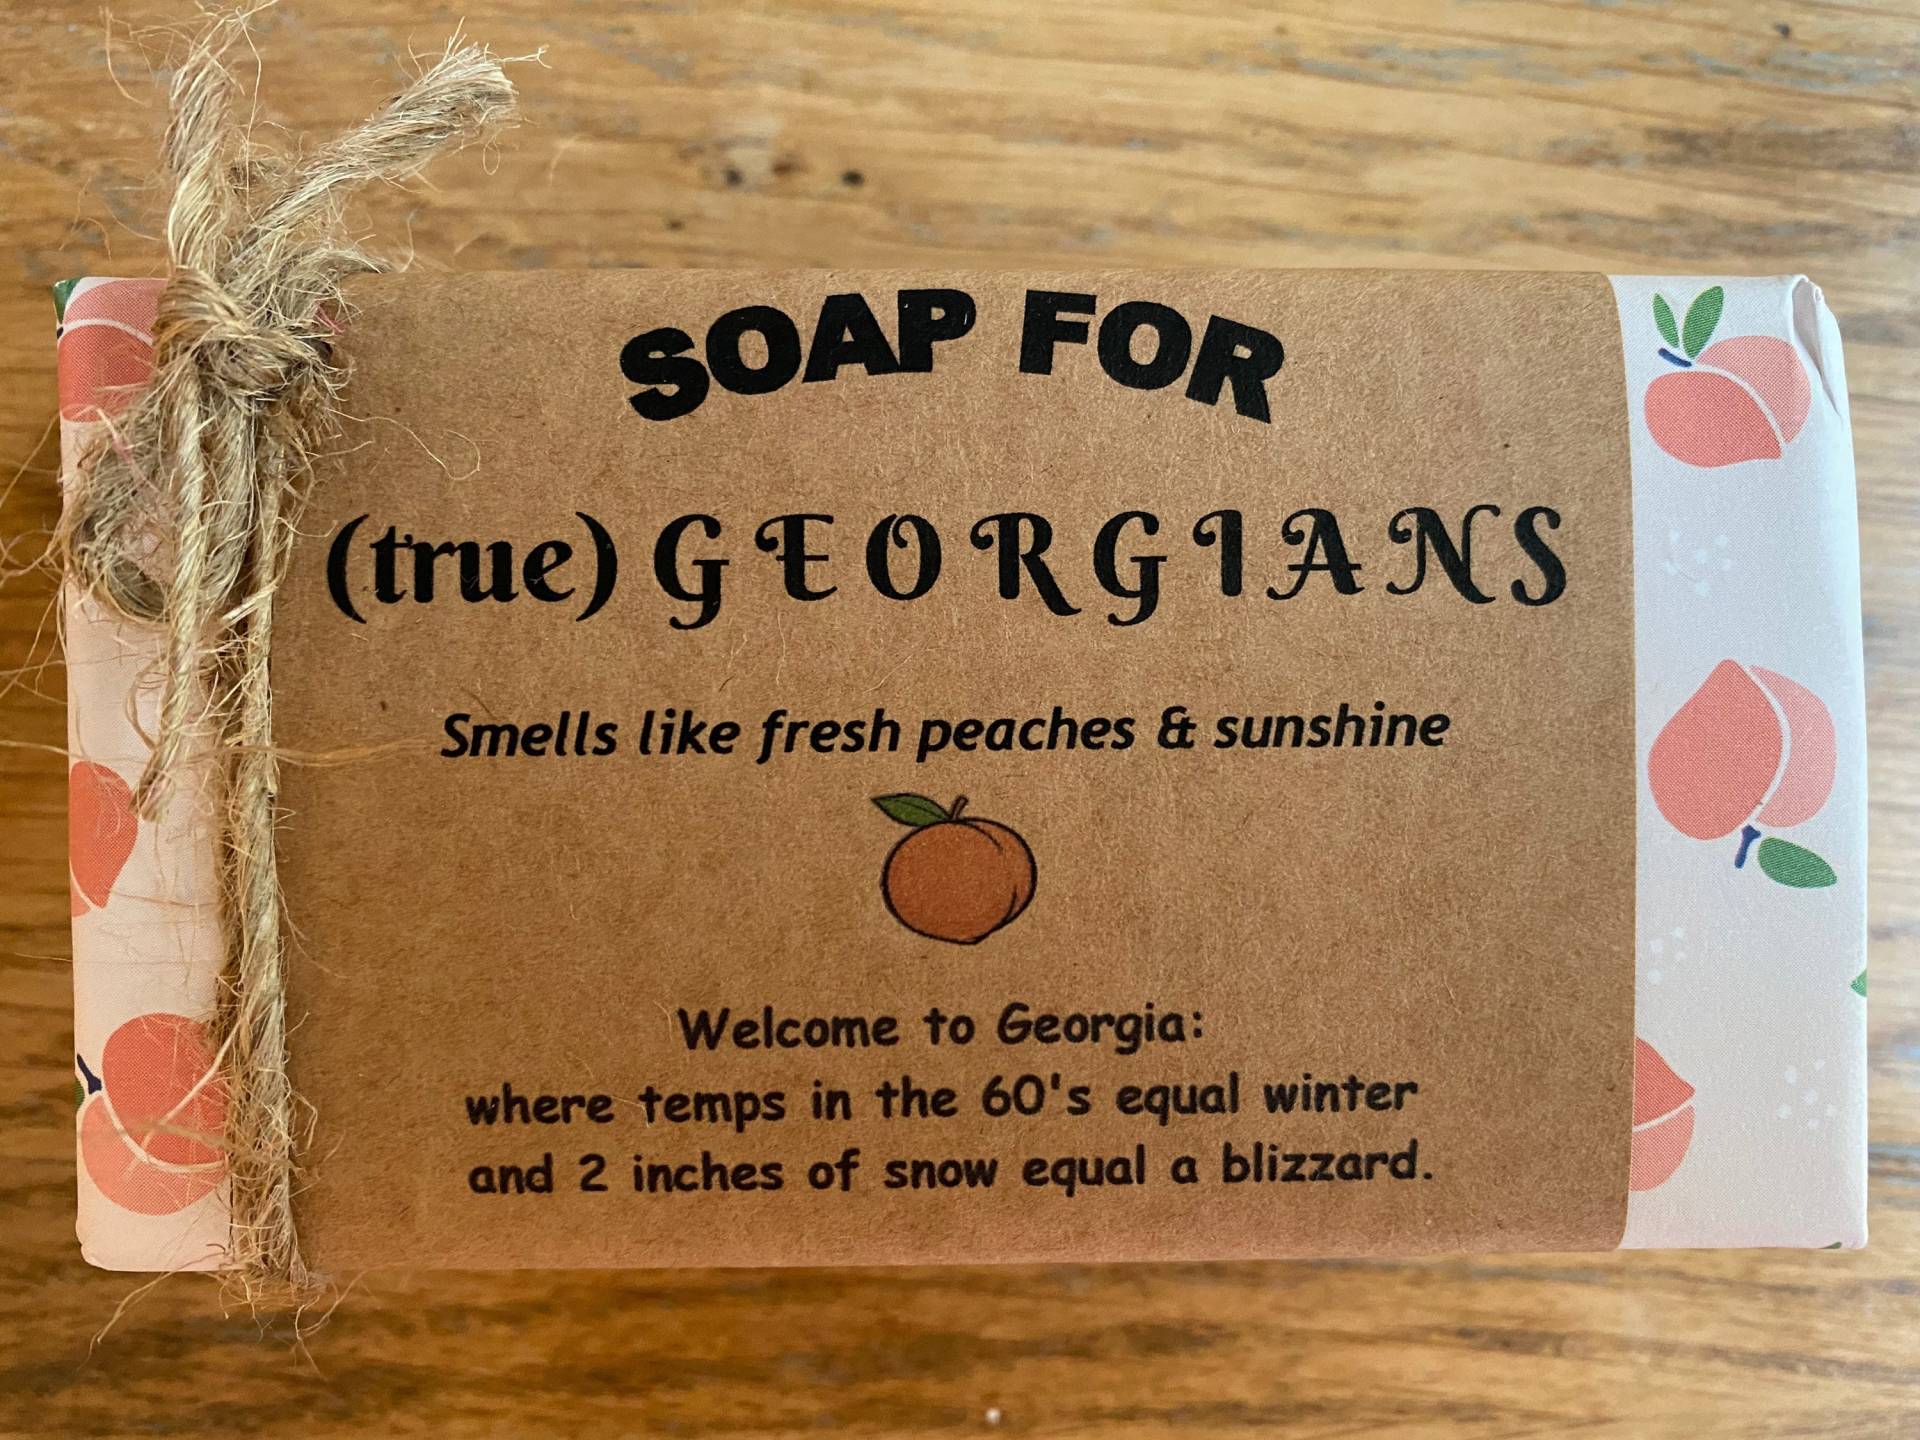 SOAP FOR
(true) GEORGIANS
Smells like fresh peaches & sunshine
Welcome to Georgia:
where temps in the 60's equal winter
and 2 inches of snow equal a blizzard.